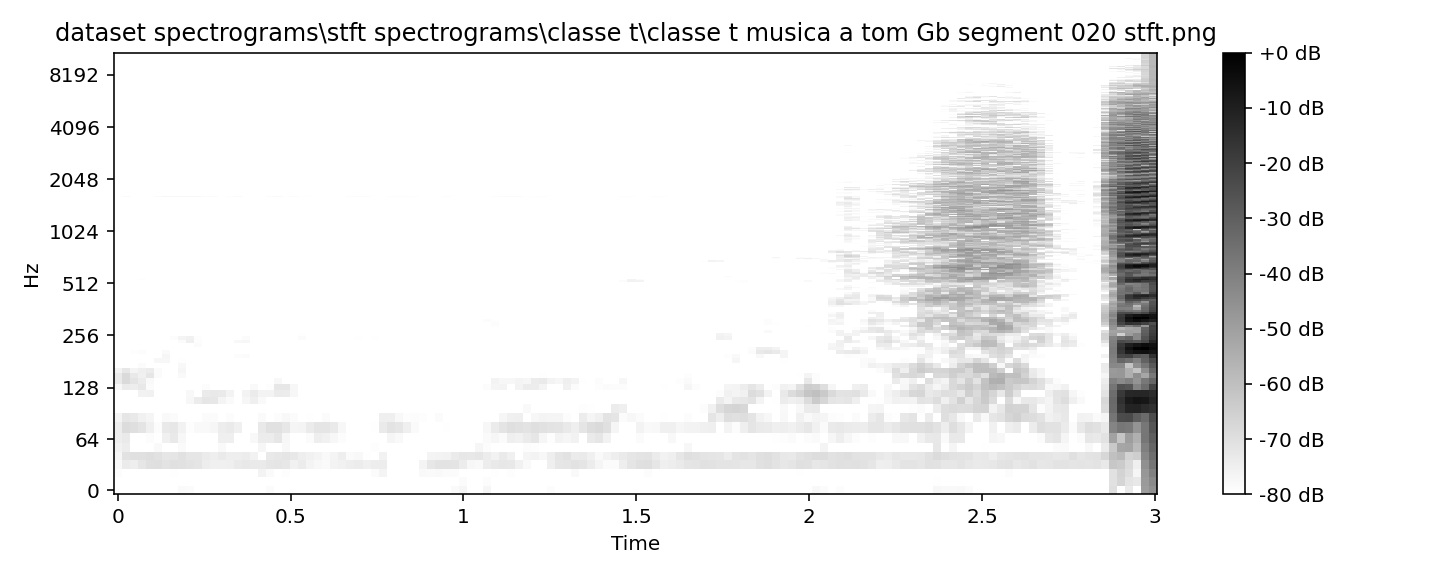 dataset spectrograms\stft spectrograms\classe t\classe t musica a tom Gb segment 020 stft.png
8192
4096
2048
1024
512
256
128
64
0
Hz
0
0.5
1
1.5
2
2.5
3
Time
+0 dB
-10 dB
-20 dB
-30 dB
-40 dB
-50 dB
-60 dB
-70 dB
-80 dB